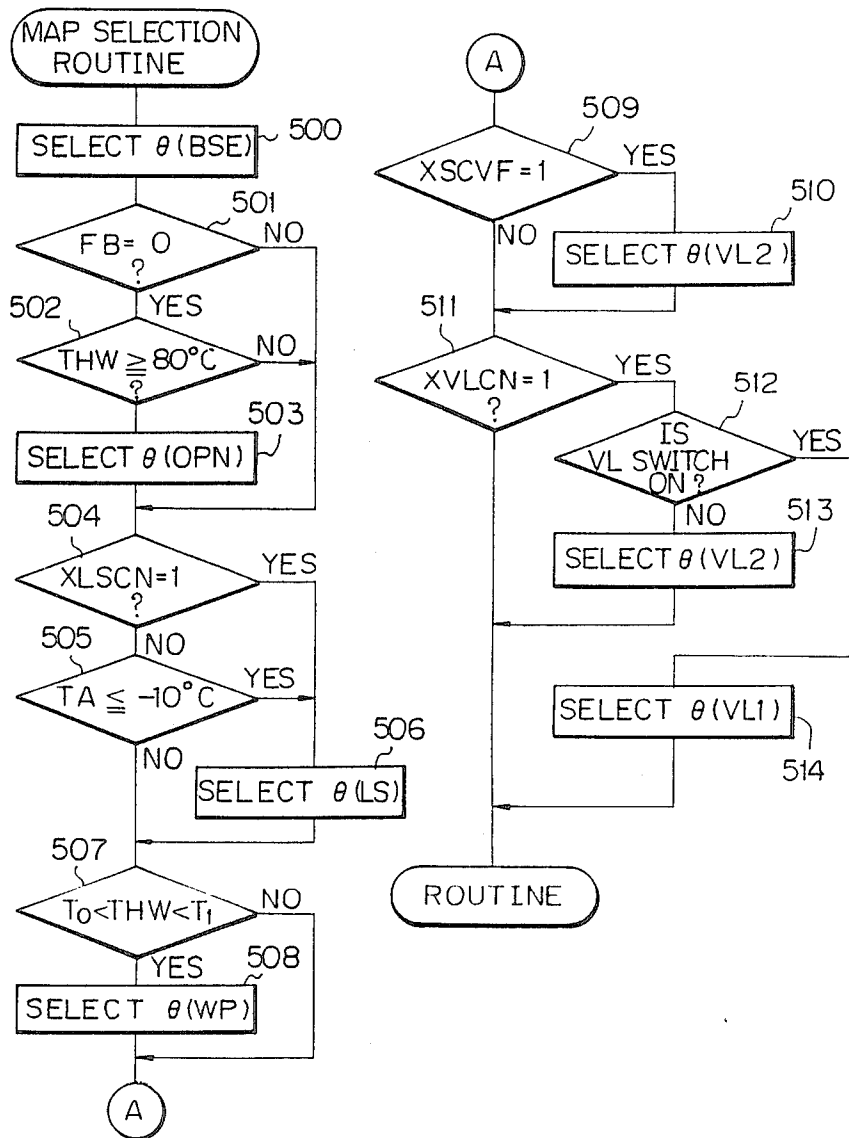 MAP SELECTION
ROUTINE
500
SELECT θ(BSE)
501
FB= 0
?
NO
YES
502
THW ≧ 80°C
?
NO
503
SELECT θ(OPN)
504
XLSCN=1
?
YES
NO
505
TA ≦ -10°C
YES
NO
506
SELECT θ(LS)
507
T0<THW<T1
NO
YES
508
SELECT θ(WP)
A
A
509
XSCVF=1
YES
NO
510
SELECT θ(VL2)
511
XVLCN=1
?
YES
512
IS
VL SWITCH
ON?
YES
NO
513
SELECT θ(VL2)
SELECT θ(VL1)
514
ROUTINE